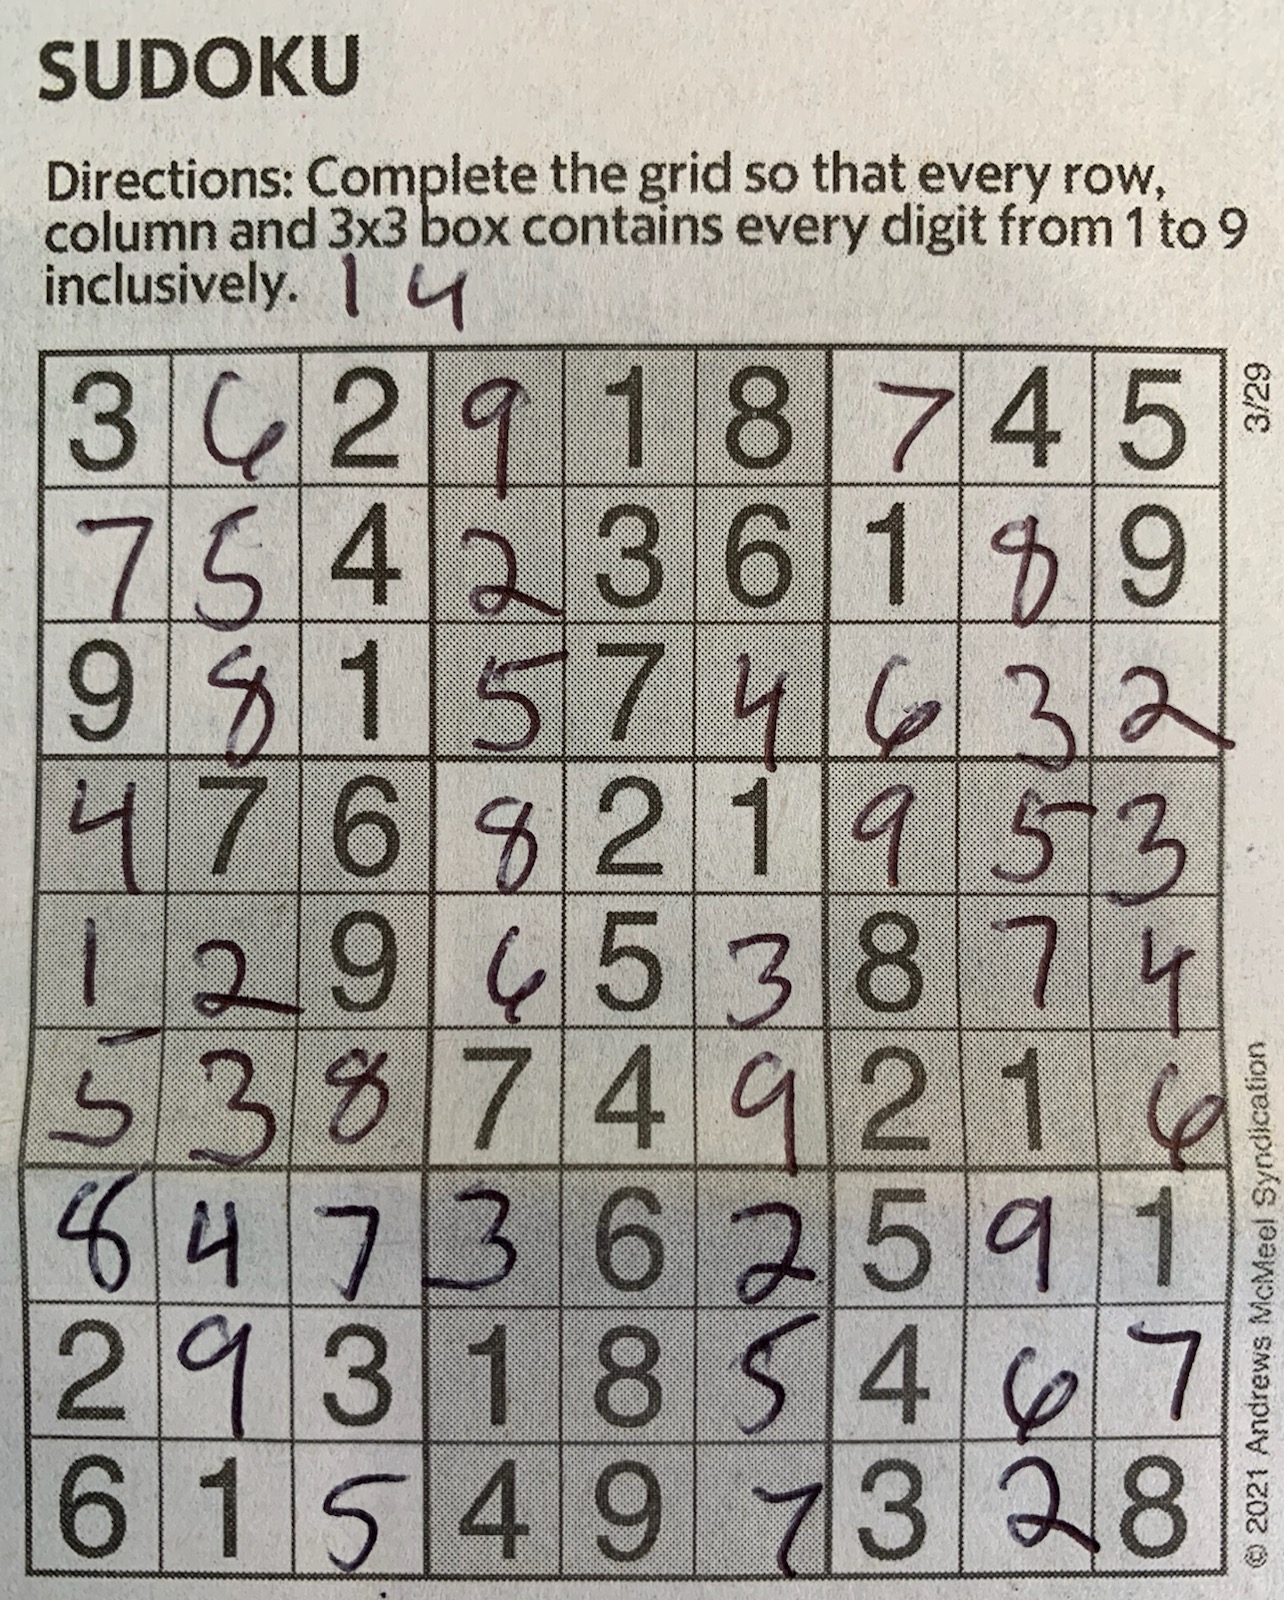 SUDOKU
Directions: Complete the grid so that every row,
column and 3x3 box contains every digit from 1 to 9
inclusively. 1 4
3 6 2 9 1 8 7 4 5
7 5 4 2 3 6 1 8 9
9 8 1 5 7 4 6 3 2
4 7 6 8 2 1 9 5 3
1 2 9 6 5 3 8 7 4
5 3 8 7 4 9 2 1 6
8 4 7 3 6 2 5 9 1
2 9 3 1 8 5 4 6 7
6 1 5 4 9 7 3 2 8
3/29
© 2021 Andrews McMeel Syndication